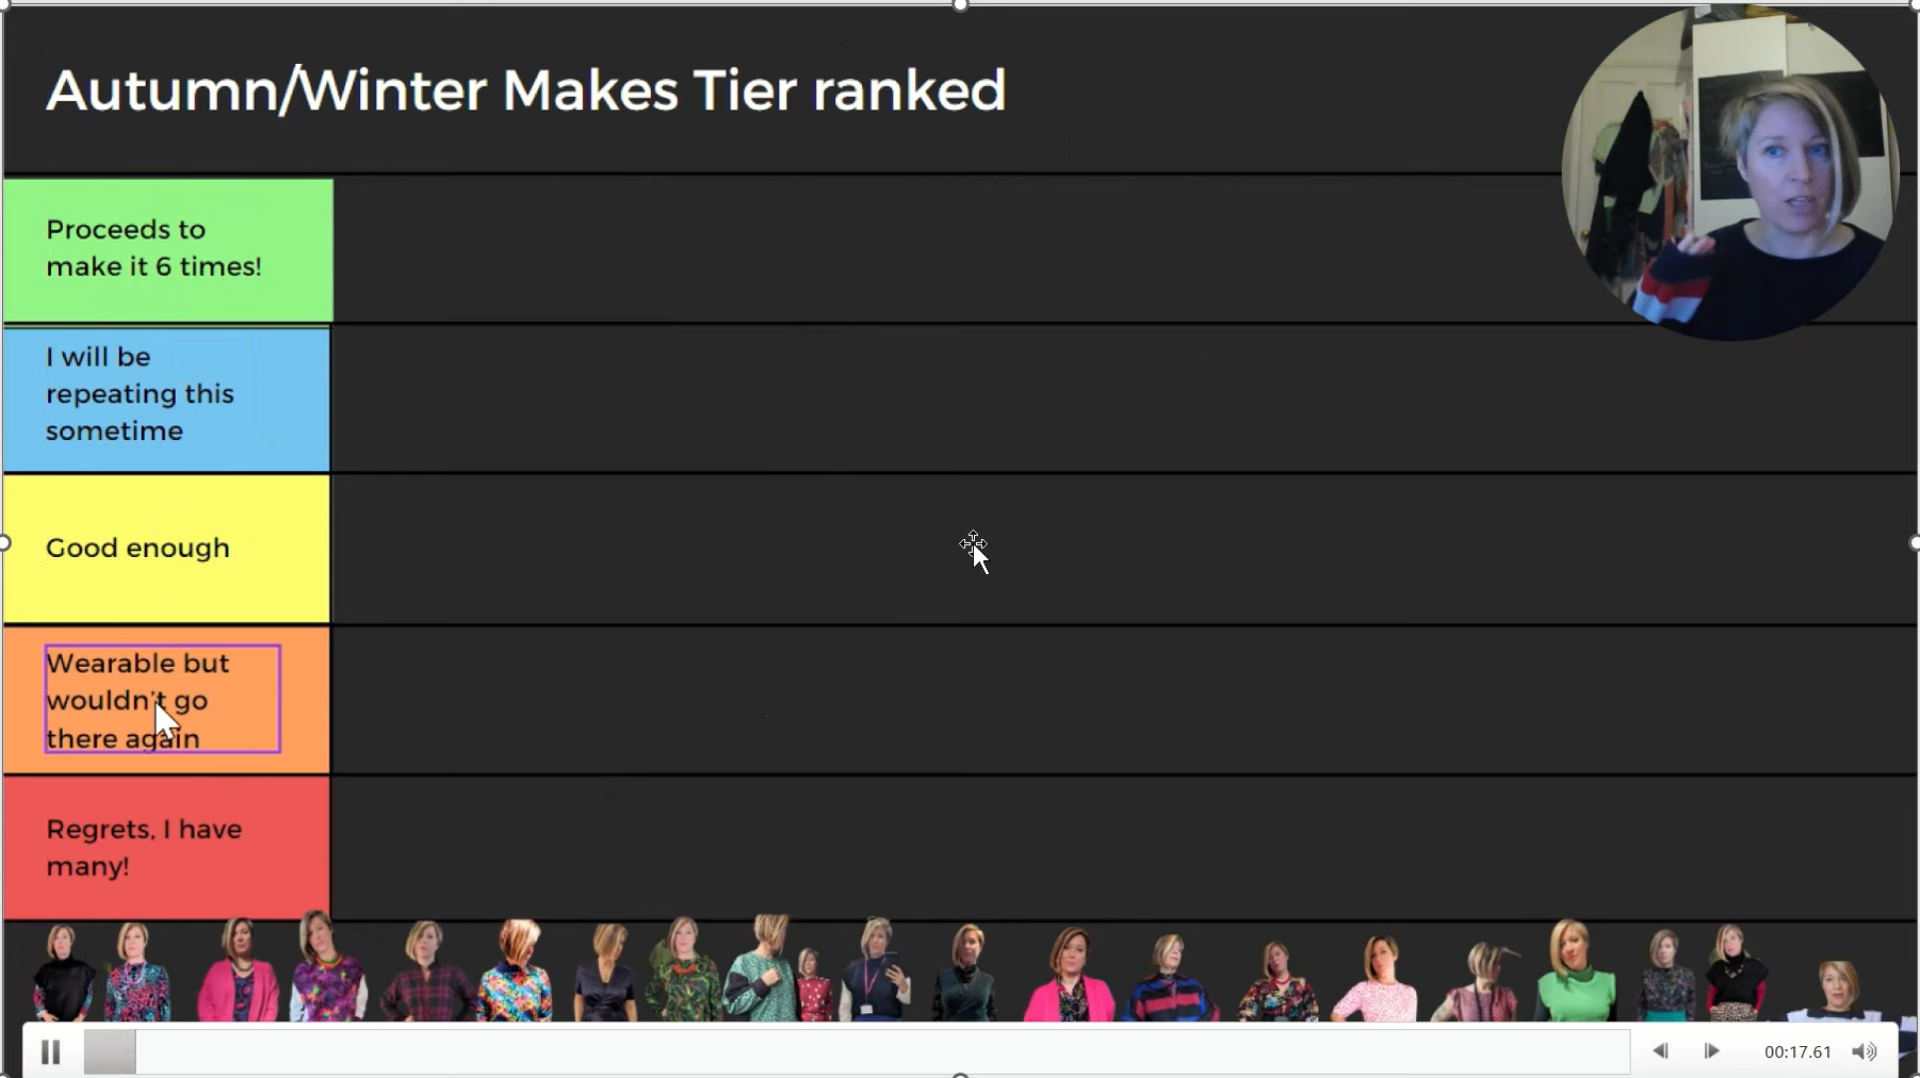 Autumn/Winter Makes Tier ranked
Proceeds to
make it 6 times!
I will be
repeating this
sometime
Good enough
Wearable but
wouldn't go
there again
Regrets, I have
many!
00:17.61